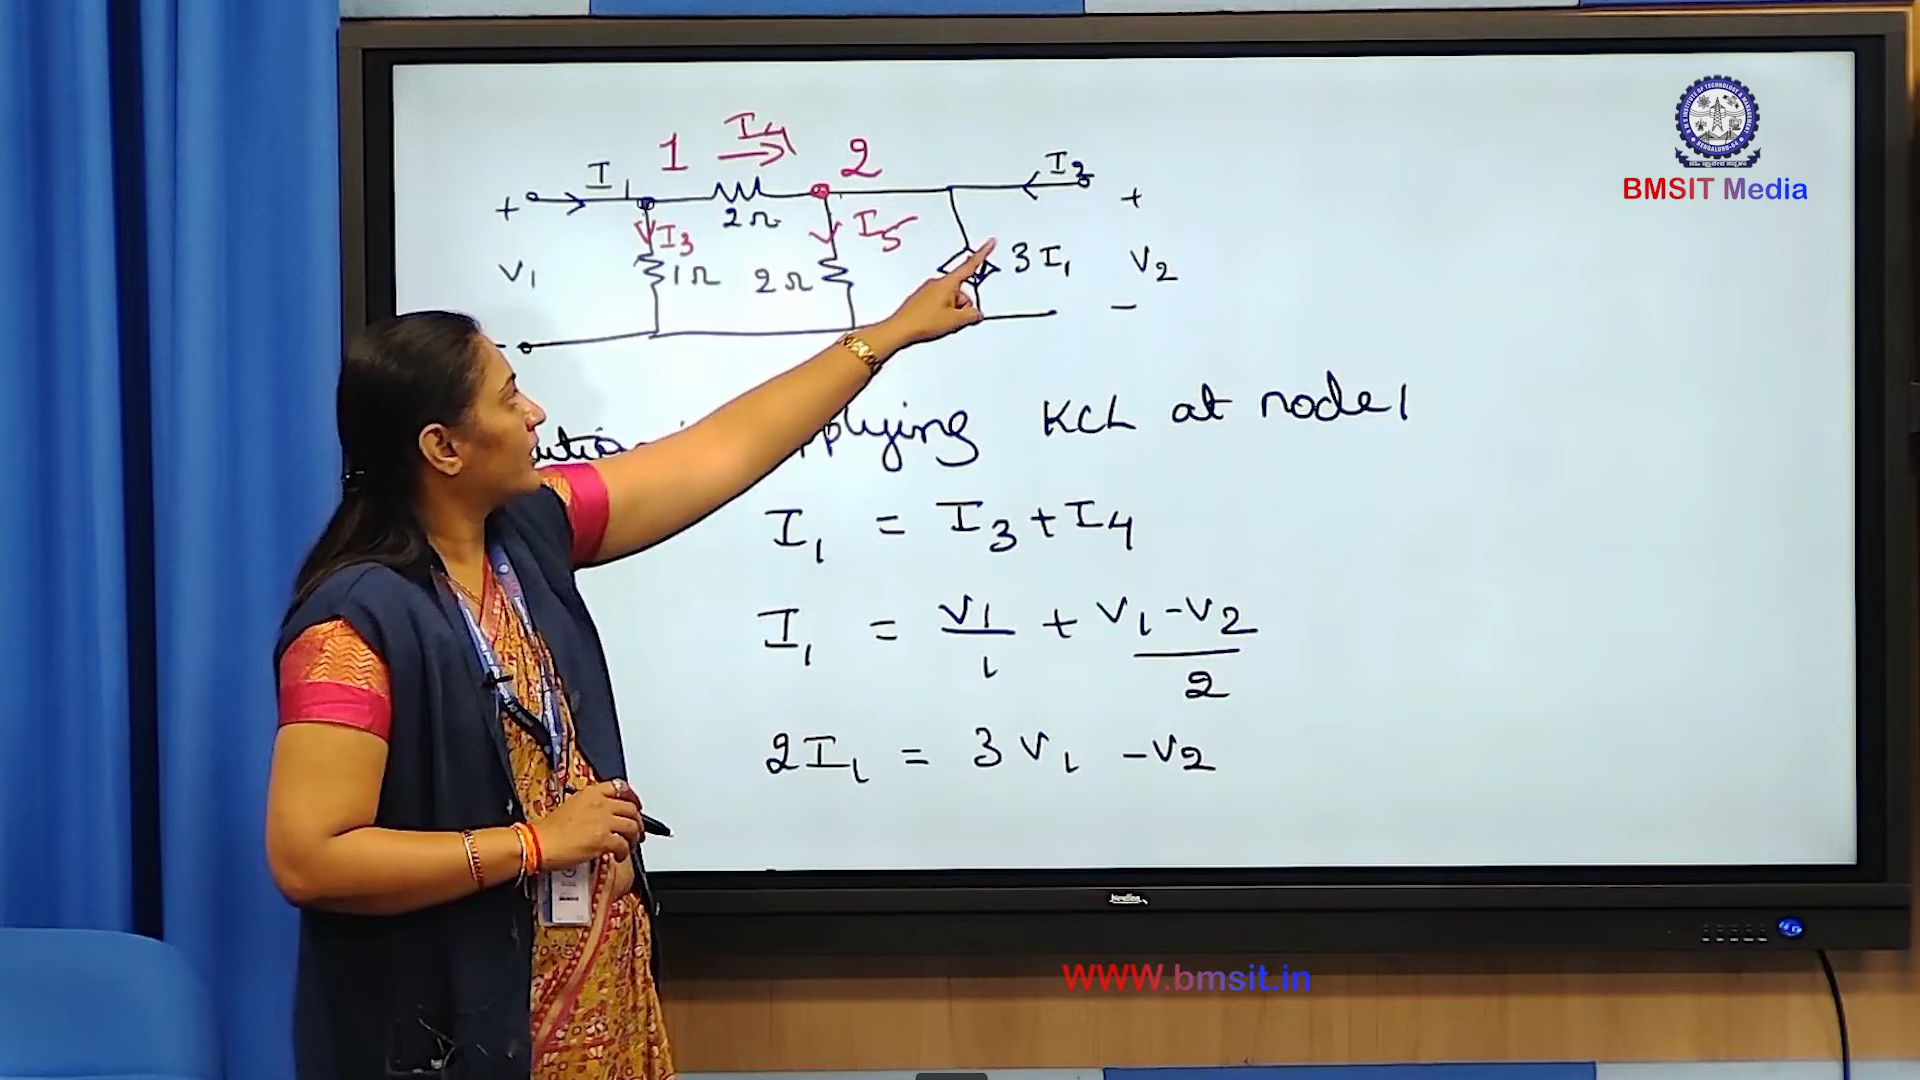 I4
1 2
I1 I2
+ 2Ω +
I3 I5
V1 1Ω 2Ω 3I1 V2
- -
KCL at node 1
I1 = I3 + I4
I1 = V1/1 + V1-V2/2
2I1 = 3V1 - V2
BMSIT Media
WWW.bmsit.in